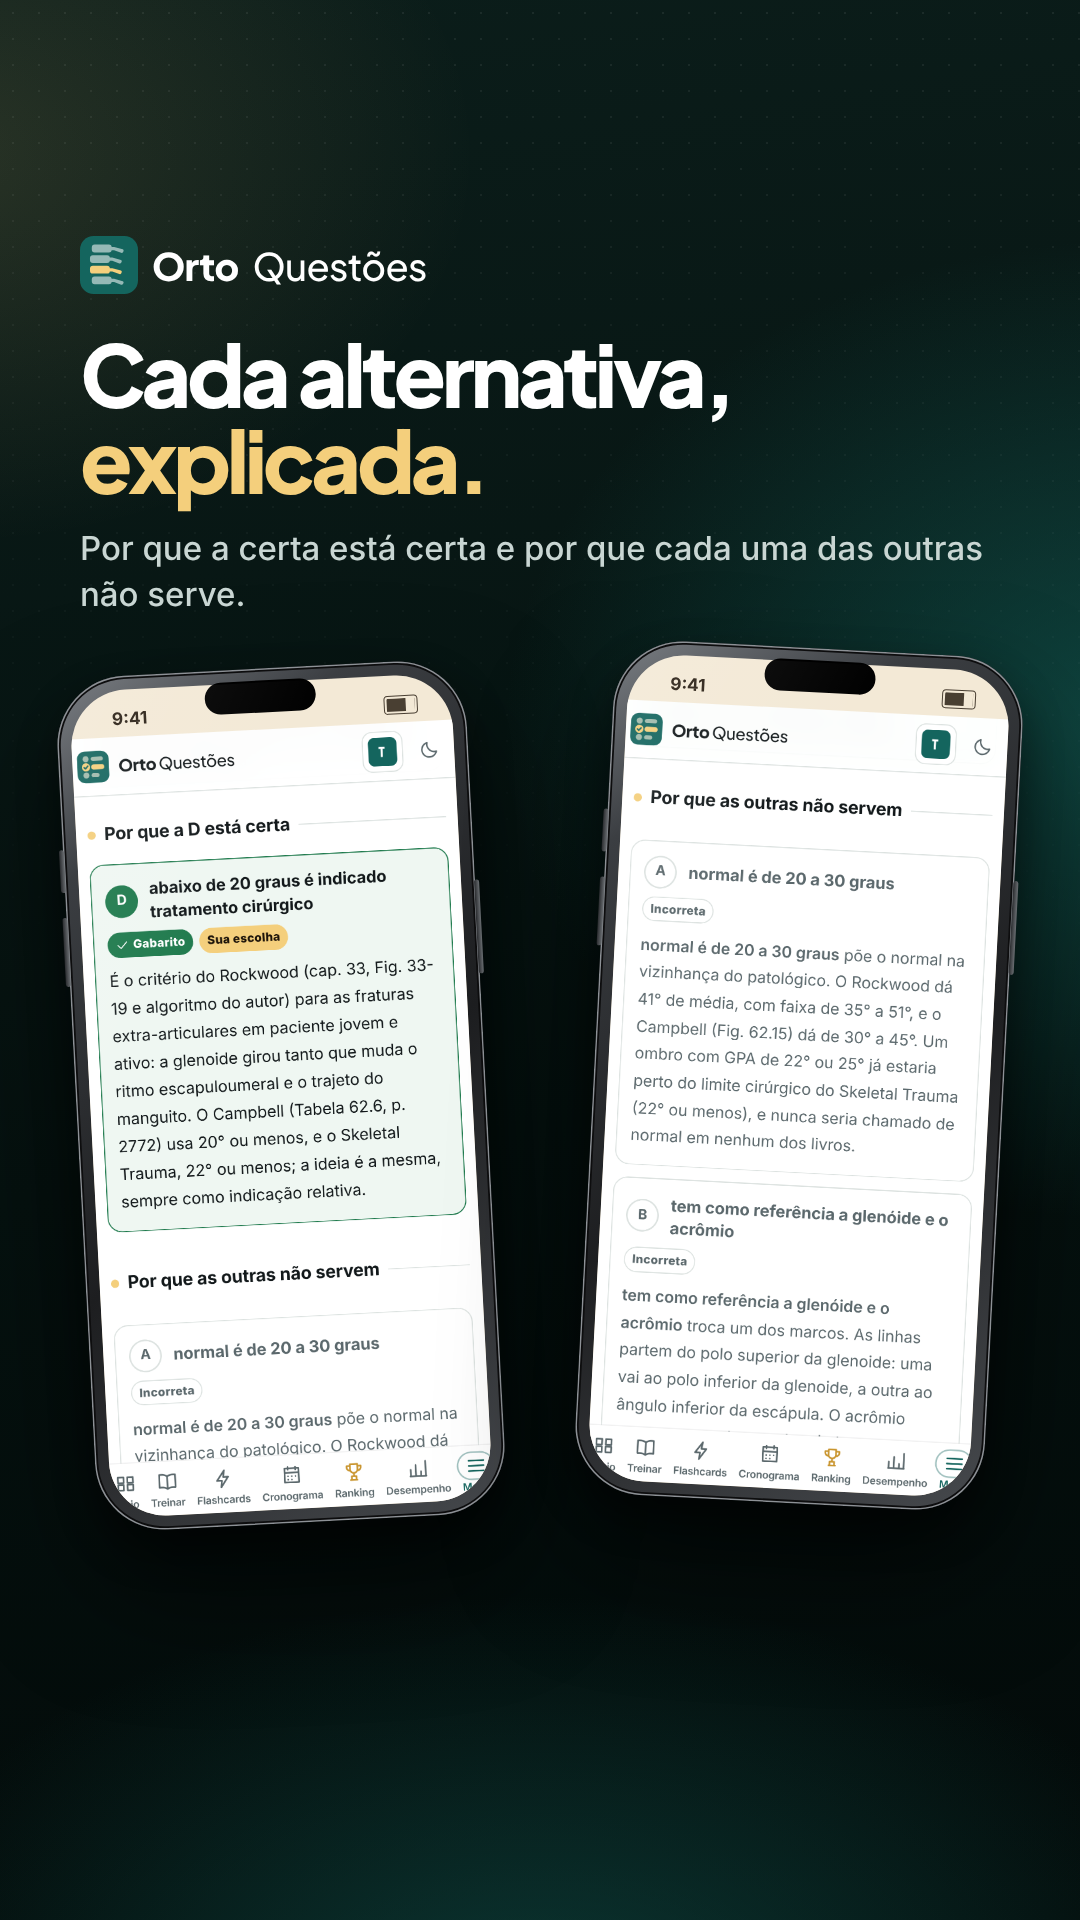 Orto Questões
Cada alternativa,
explicada.
Por que a certa está certa e por que cada uma das outras
não serve.
9:41
Orto Questões
T
Por que a D está certa
D
abaixo de 20 graus é indicado
tratamento cirúrgico
Gabarito
Sua escolha
É o critério do Rockwood (cap. 33, Fig. 33-
19 e algoritmo do autor) para as fraturas
extra-articulares em paciente jovem e
ativo: a glenoide girou tanto que muda o
ritmo escapuloumeral e o trajeto do
manguito. O Campbell (Tabela 62.6, p.
2772) usa 20° ou menos, e o Skeletal
Trauma, 22° ou menos; a ideia é a mesma,
sempre como indicação relativa.
Por que as outras não servem
A
normal é de 20 a 30 graus
Incorreta
normal é de 20 a 30 graus põe o normal na
vizinhança do patológico. O Rockwood dá
Treinar
Flashcards
Cronograma
Ranking
Desempenho
9:41
Orto Questões
T
Por que as outras não servem
A
normal é de 20 a 30 graus
Incorreta
normal é de 20 a 30 graus põe o normal na
vizinhança do patológico. O Rockwood dá
41° de média, com faixa de 35° a 51°, e o
Campbell (Fig. 62.15) dá de 30° a 45°. Um
ombro com GPA de 22° ou 25° já estaria
perto do limite cirúrgico do Skeletal Trauma
(22° ou menos), e nunca seria chamado de
normal em nenhum dos livros.
B
tem como referência a glenóide e o
acrômio
Incorreta
tem como referência a glenóide e o
acrômio troca um dos marcos. As linhas
partem do polo superior da glenoide: uma
vai ao polo inferior da glenoide, a outra ao
ângulo inferior da escápula. O acrômio
Treinar
Flashcards
Cronograma
Ranking
Desempenho